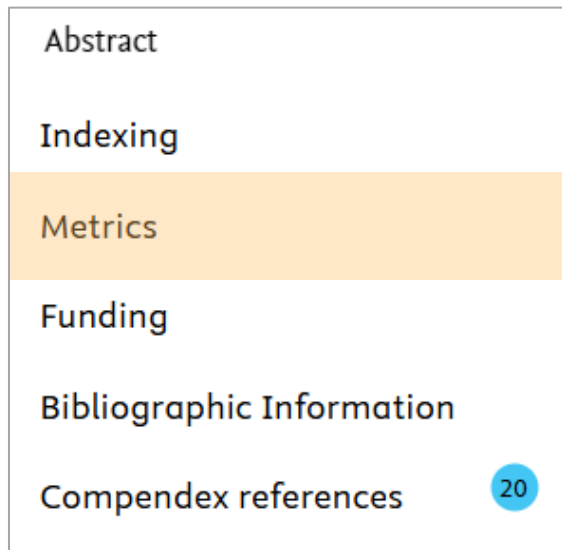 Abstract
Indexing
Metrics
Funding
Bibliographic Information
Compendex references 20